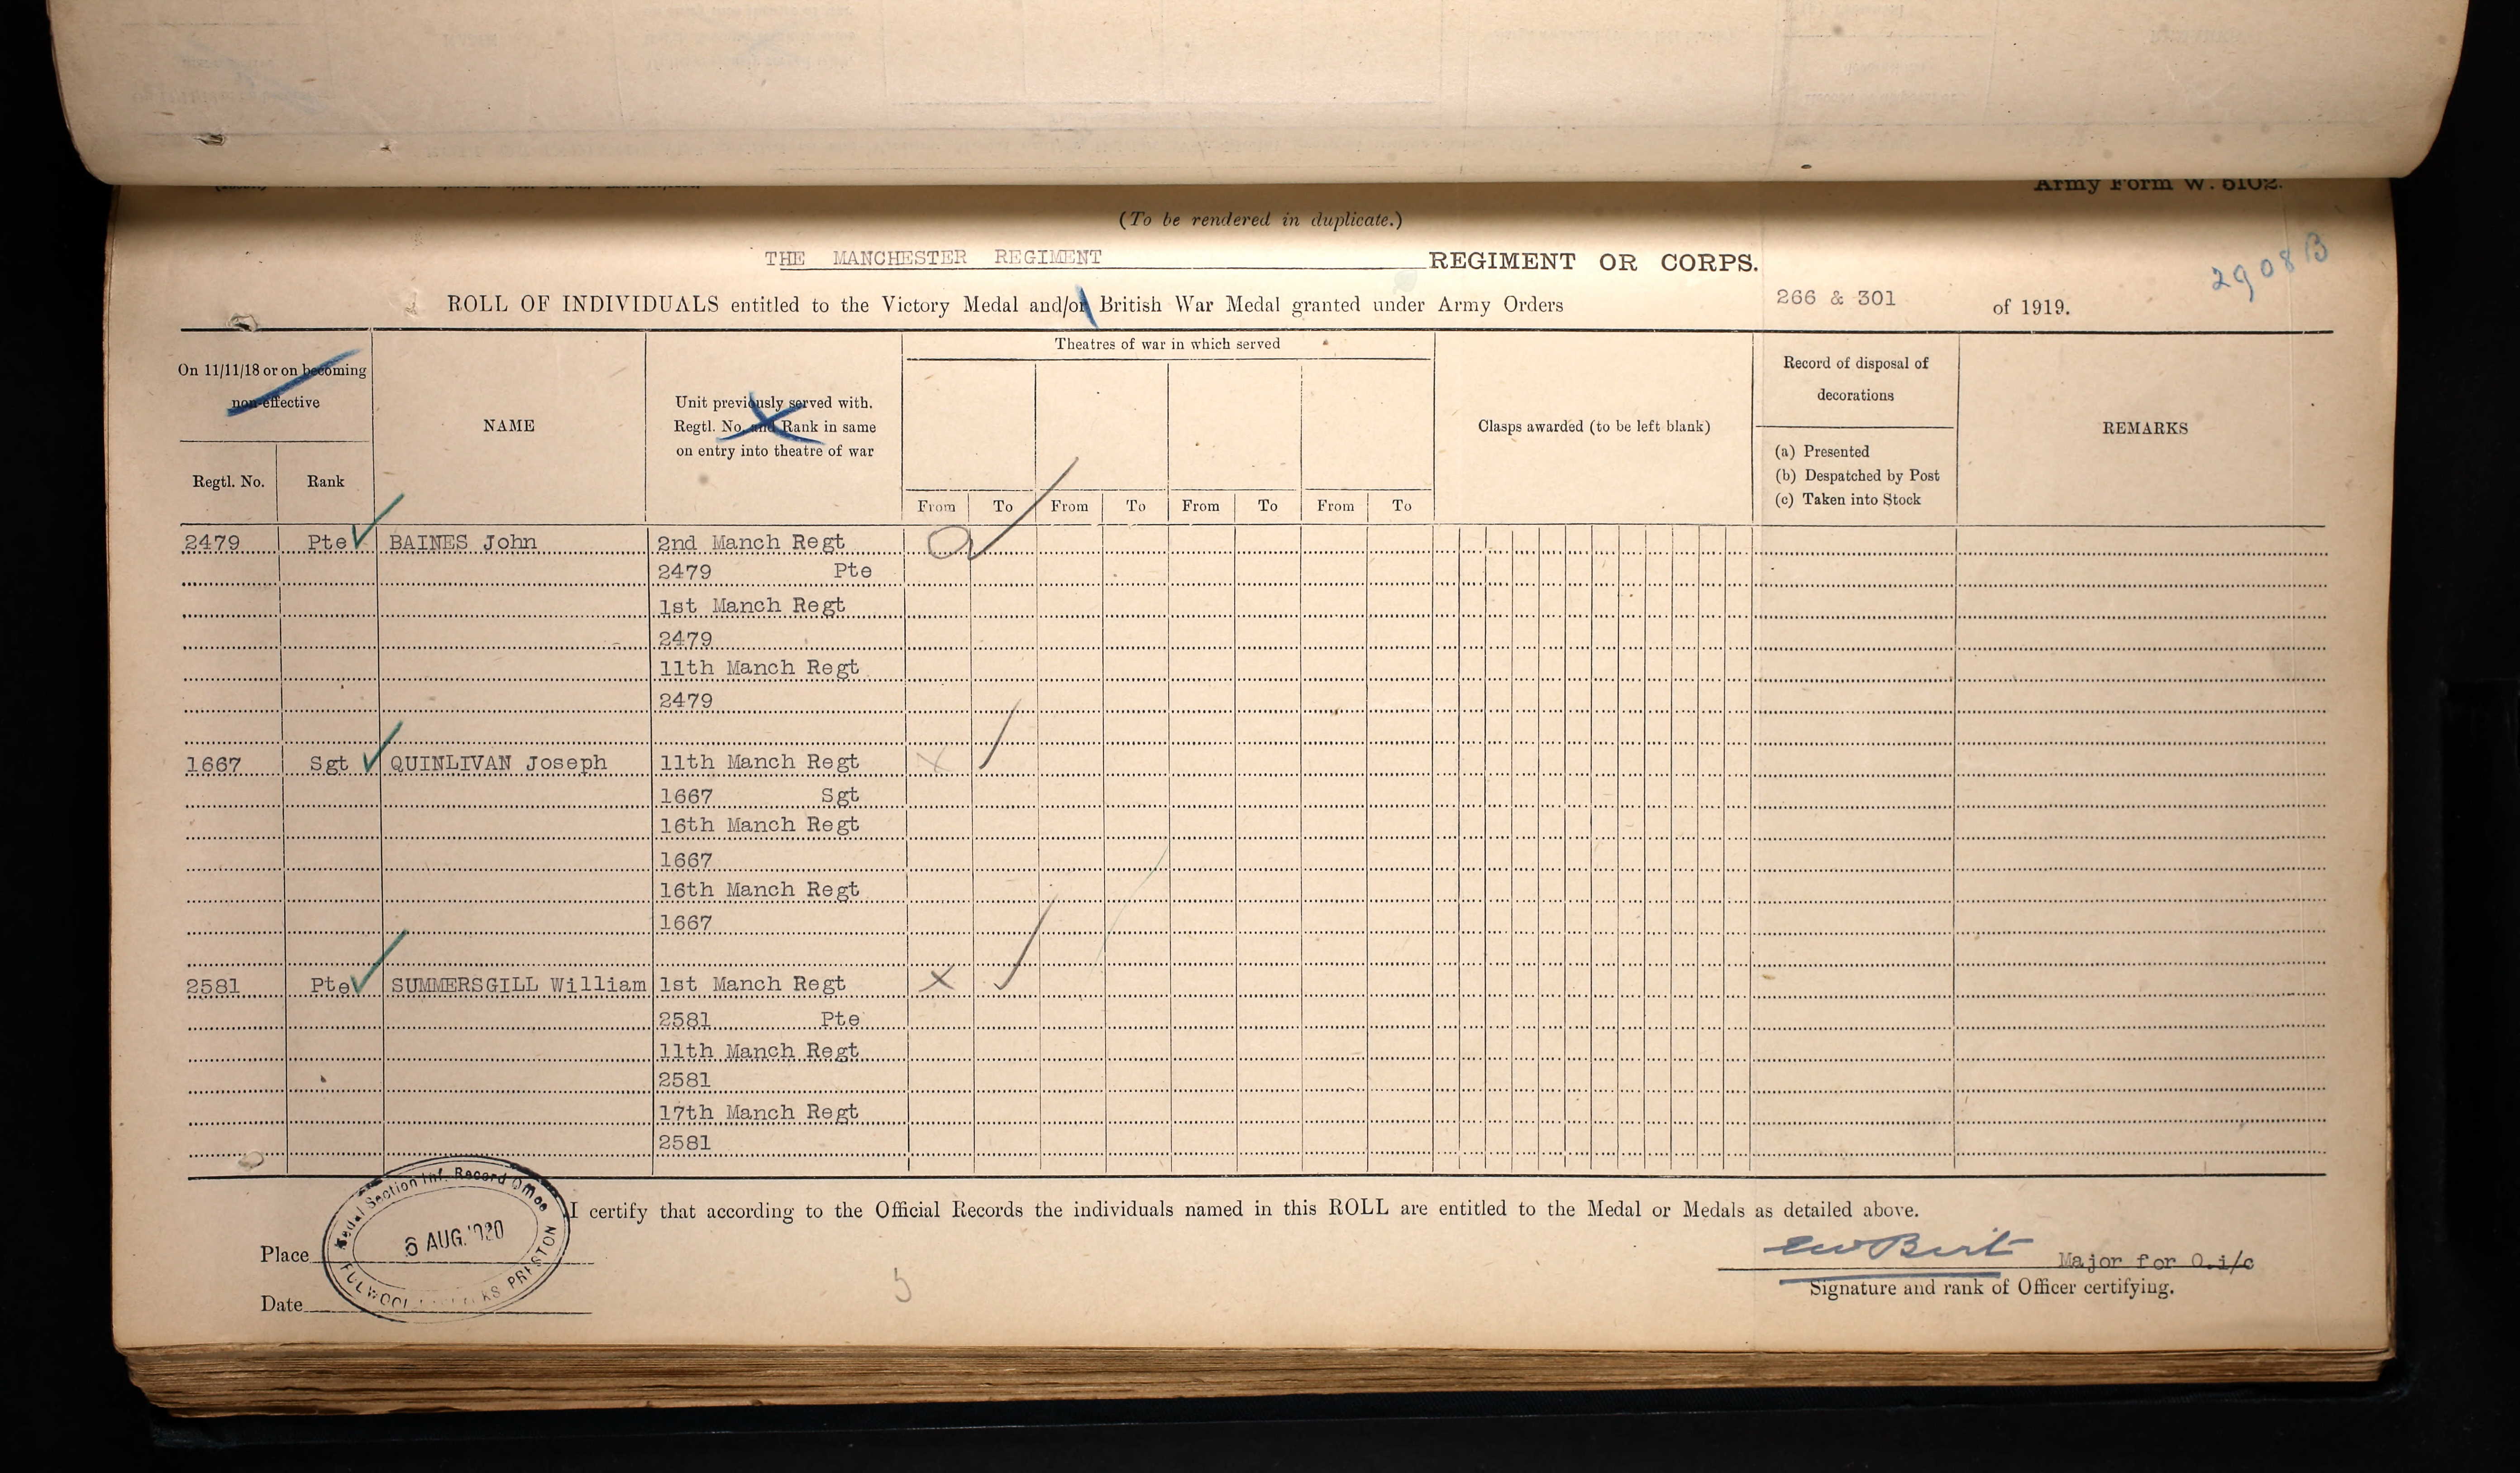 Army Form W. 5102.
(To be rendered in duplicate.)
THE MANCHESTER REGIMENT REGIMENT OR CORPS.
2908B
ROLL OF INDIVIDUALS entitled to the Victory Medal and/or British War Medal granted under Army Orders 266 & 301 of 1919.
On 11/11/18 or on becoming
non-effective
Regtl. No.
Rank
NAME
Unit previously served with.
Regtl. No. and Rank in same
on entry into theatre of war
Theatres of war in which served
From To From To From To From To
Clasps awarded (to be left blank)
Record of disposal of
decorations
(a) Presented
(b) Despatched by Post
(c) Taken into Stock
REMARKS
2479 Pte BAINES John 2nd Manch Regt
2479 Pte
1st Manch Regt
2479
11th Manch Regt
2479
1667 Sgt QUINLIVAN Joseph 11th Manch Regt x
1667 Sgt
16th Manch Regt
1667
16th Manch Regt
1667
2581 Pte SUMMERSGILL William 1st Manch Regt x
2581 Pte
11th Manch Regt
2581
17th Manch Regt
2581
I certify that according to the Official Records the individuals named in this ROLL are entitled to the Medal or Medals as detailed above.
Medal Section Inf. Record Office
6 AUG. 1920
PRESTON
Place
Date
Major for O.i/c
Signature and rank of Officer certifying.